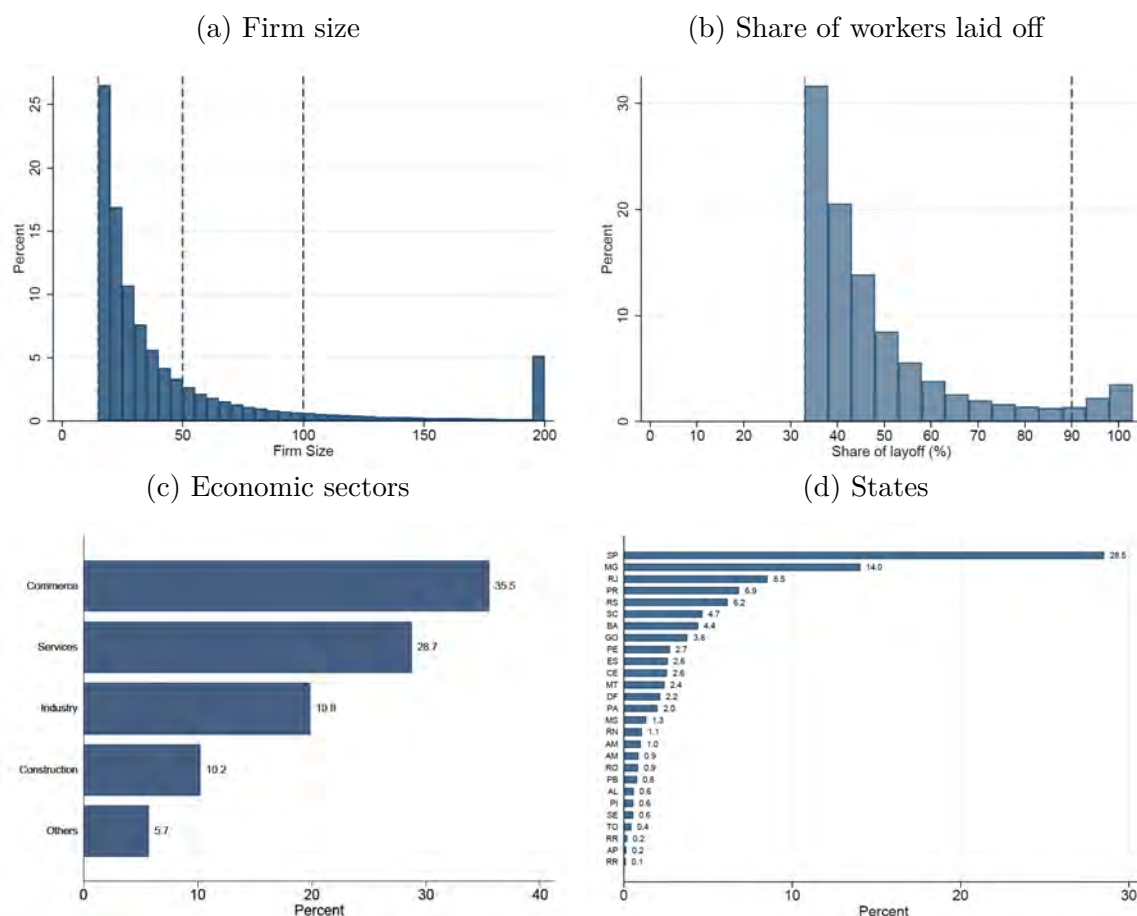 (a) Firm size
Percent
25
20
15
10
5
0
0 50 100 150 200
Firm Size
(b) Share of workers laid off
Percent
30
20
10
0
0 10 20 30 40 50 60 70 80 90 100
Share of layoff (%)
(c) Economic sectors
Commerce 35.5
Services 28.7
Industry 19.8
Construction 10.2
Others 5.7
0 10 20 30 40
Percent
(d) States
SP 28.5
MG 14.0
RJ 8.5
PR 6.9
RS 6.2
SC 4.7
BA 4.4
GO 3.8
PE 2.7
ES 2.6
CE 2.6
MT 2.4
DF 2.2
PA 2.0
MS 1.3
RN 1.1
AM 1.0
AM 0.9
RO 0.9
PB 0.8
AL 0.6
PI 0.6
SE 0.6
TO 0.4
RR 0.2
AP 0.2
RR 0.1
0 10 20 30
Percent